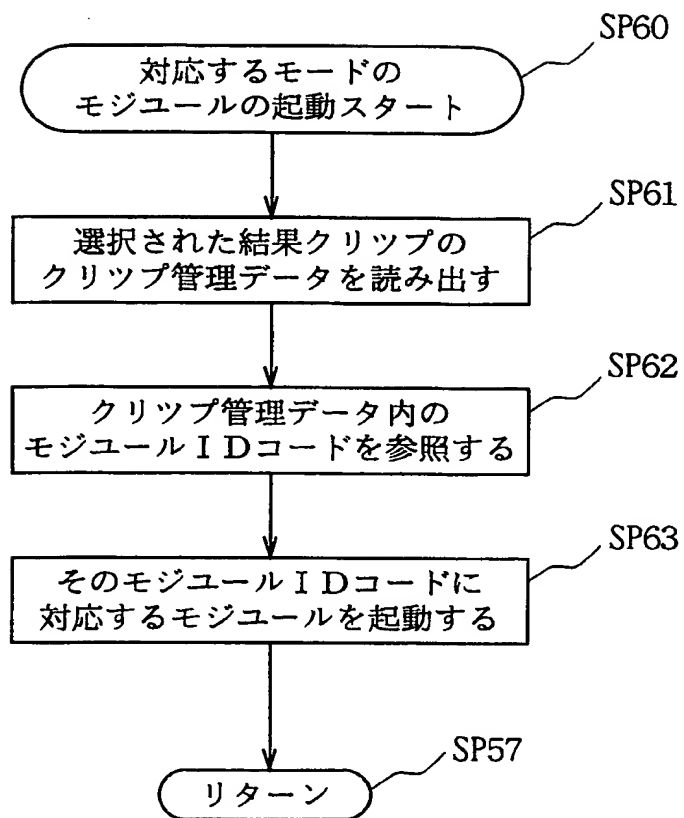 SP60
対応するモードの
モジユールの起動スタート
SP61
選択された結果クリツプの
クリツプ管理データを読み出す
SP62
クリツプ管理データ内の
モジユールＩＤコードを参照する
SP63
そのモジユールＩＤコードに
対応するモジユールを起動する
SP57
リターン